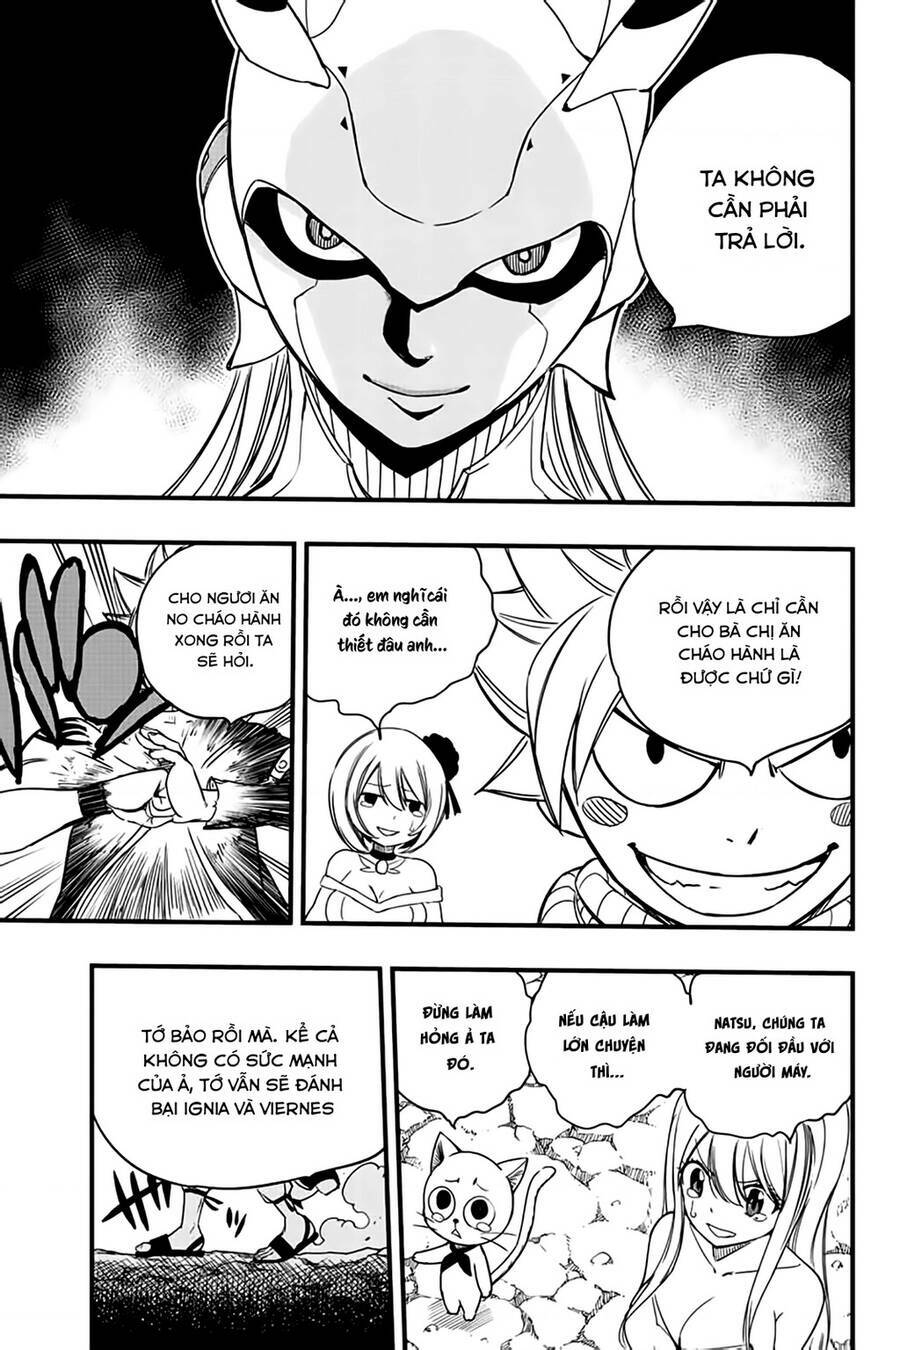 TA KHÔNG
CẦN PHẢI
TRẢ LỜI.
RỒI VẬY LÀ CHỈ CẦN
CHO BÀ CHỊ ĂN
CHÁO HÀNH LÀ
ĐƯỢC CHỨ GÌ!
À..., em nghĩ cái
đó không cần
thiết đâu anh...
CHO NGƯƠI ĂN
NO CHÁO HÀNH
XONG RỒI TA
SẼ HỎI.
NATSU, CHÚNG TA
ĐANG ĐỐI ĐẦU VỚI
NGƯỜI MÁY.
NẾU CẬU LÀM
LỚN CHUYỆN
THÌ...
ĐỪNG LÀM
HỎNG Ả TA
ĐÓ.
TỚ BẢO RỒI MÀ. KỂ CẢ
KHÔNG CÓ SỨC MẠNH
CỦA Ả, TỚ VẪN SẼ ĐÁNH
BẠI IGNIA VÀ VIERNES